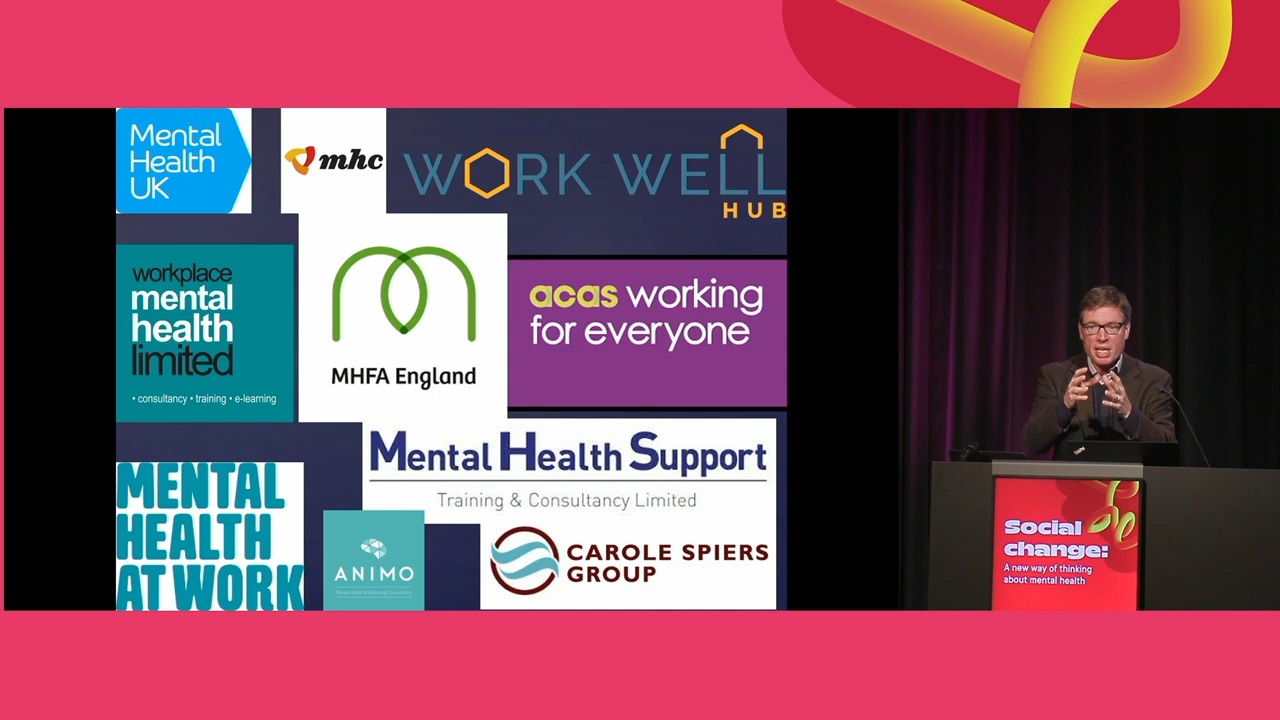 Mental
Health
UK
mhc
WORK WELL
HUB
workplace
mental
health
limited
• consultancy • training • e-learning
MHFA England
acas working
for everyone
Mental Health Support
Training & Consultancy Limited
MENTAL
HEALTH
AT WORK
ANIMO
CAROLE SPIERS
GROUP
Social
change:
A new way of thinking
about mental health